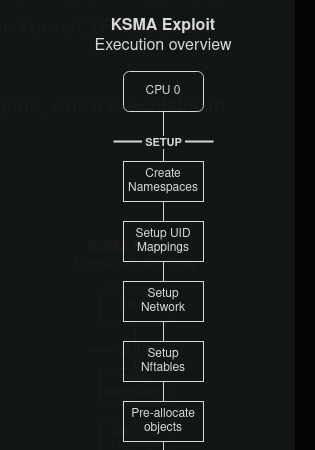 KSMA Exploit
Execution overview
CPU 0
SETUP
Create
Namespaces
Setup UID
Mappings
Setup
Network
Setup
Nftables
Pre-allocate
objects